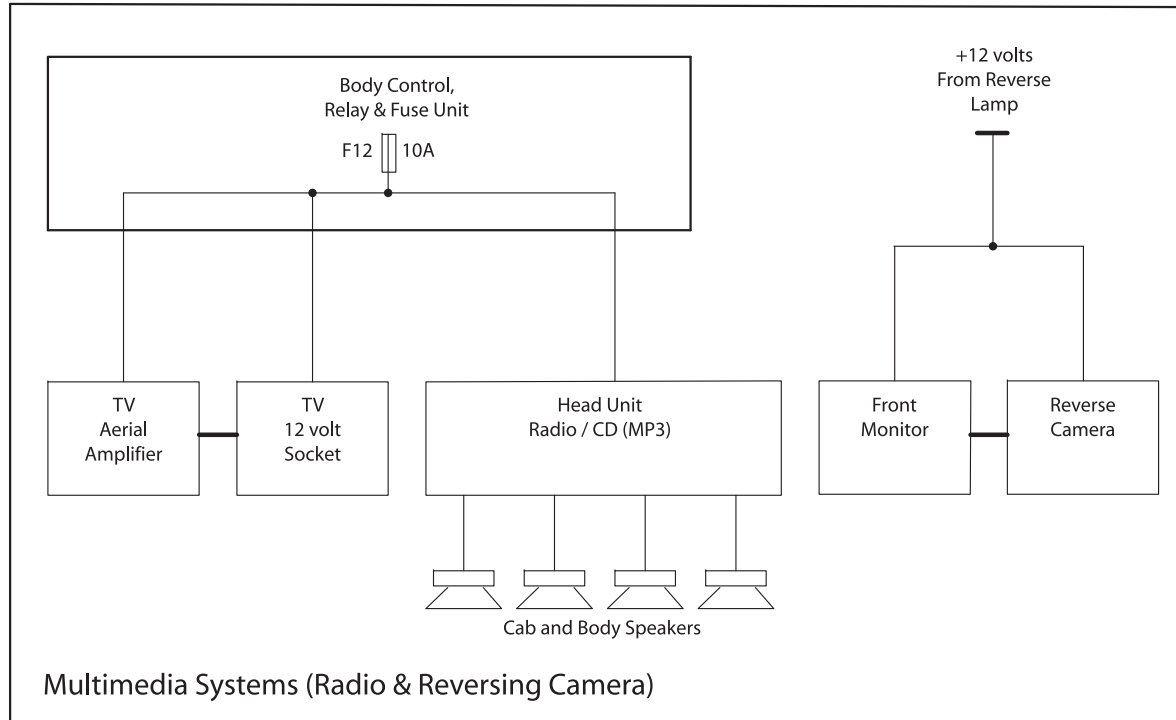 Body Control,
Relay & Fuse Unit
F12 10A
+12 volts
From Reverse
Lamp
TV
Aerial
Amplifier
TV
12 volt
Socket
Head Unit
Radio / CD (MP3)
Front
Monitor
Reverse
Camera
Cab and Body Speakers
Multimedia Systems (Radio & Reversing Camera)